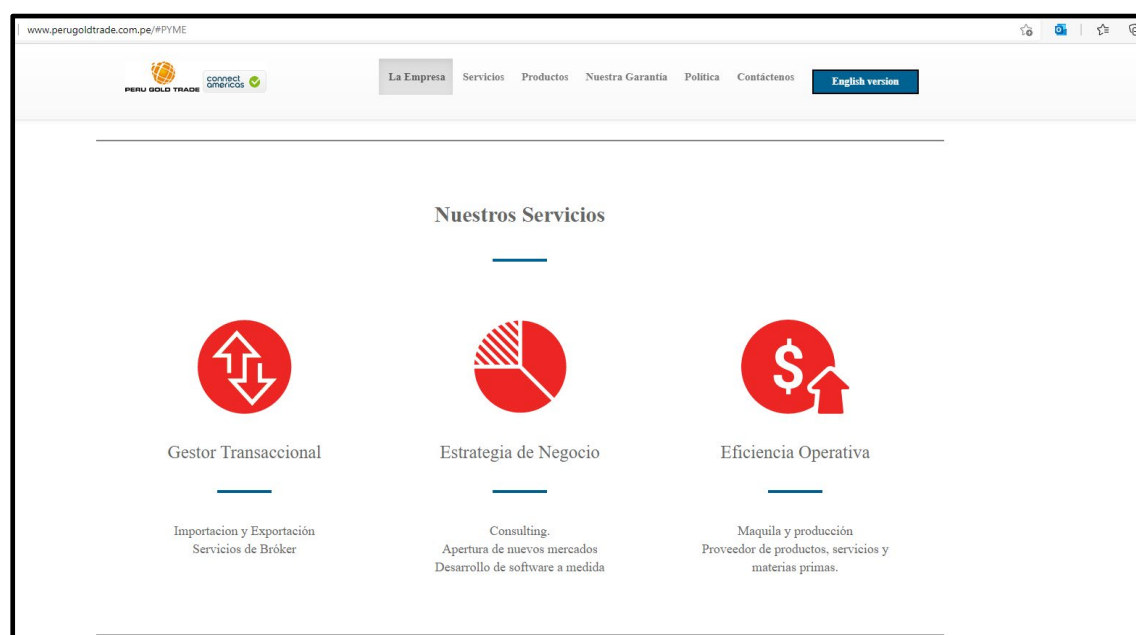 www.perugoldtrade.com.pe/#PYME
PERU GOLD TRADE
connect
americas
La Empresa Servicios Productos Nuestra Garantía Política Contáctenos English version
Nuestros Servicios
$
Gestor Transaccional Estrategia de Negocio Eficiencia Operativa
Importacion y Exportación
Servicios de Bróker
Consulting.
Apertura de nuevos mercados
Desarrollo de software a medida
Maquila y producción
Proveedor de productos, servicios y
materias primas.